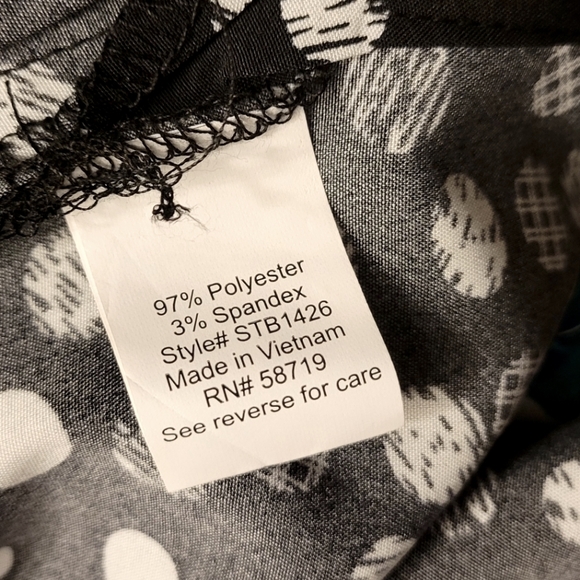 97% Polyester
3% Spandex
Style# STB1426
Made in Vietnam
RN# 58719
See reverse for care